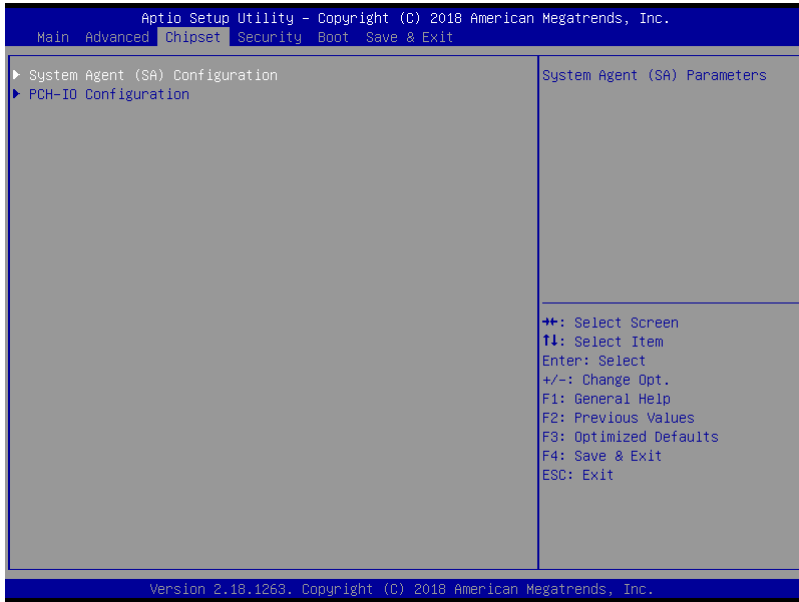 Aptio Setup Utility – Copyright (C) 2018 American Megatrends, Inc.
Main Advanced Chipset Security Boot Save & Exit
▶ System Agent (SA) Configuration
▶ PCH-IO Configuration
System Agent (SA) Parameters
→←: Select Screen
↑↓: Select Item
Enter: Select
+/-: Change Opt.
F1: General Help
F2: Previous Values
F3: Optimized Defaults
F4: Save & Exit
ESC: Exit
Version 2.18.1263. Copyright (C) 2018 American Megatrends, Inc.